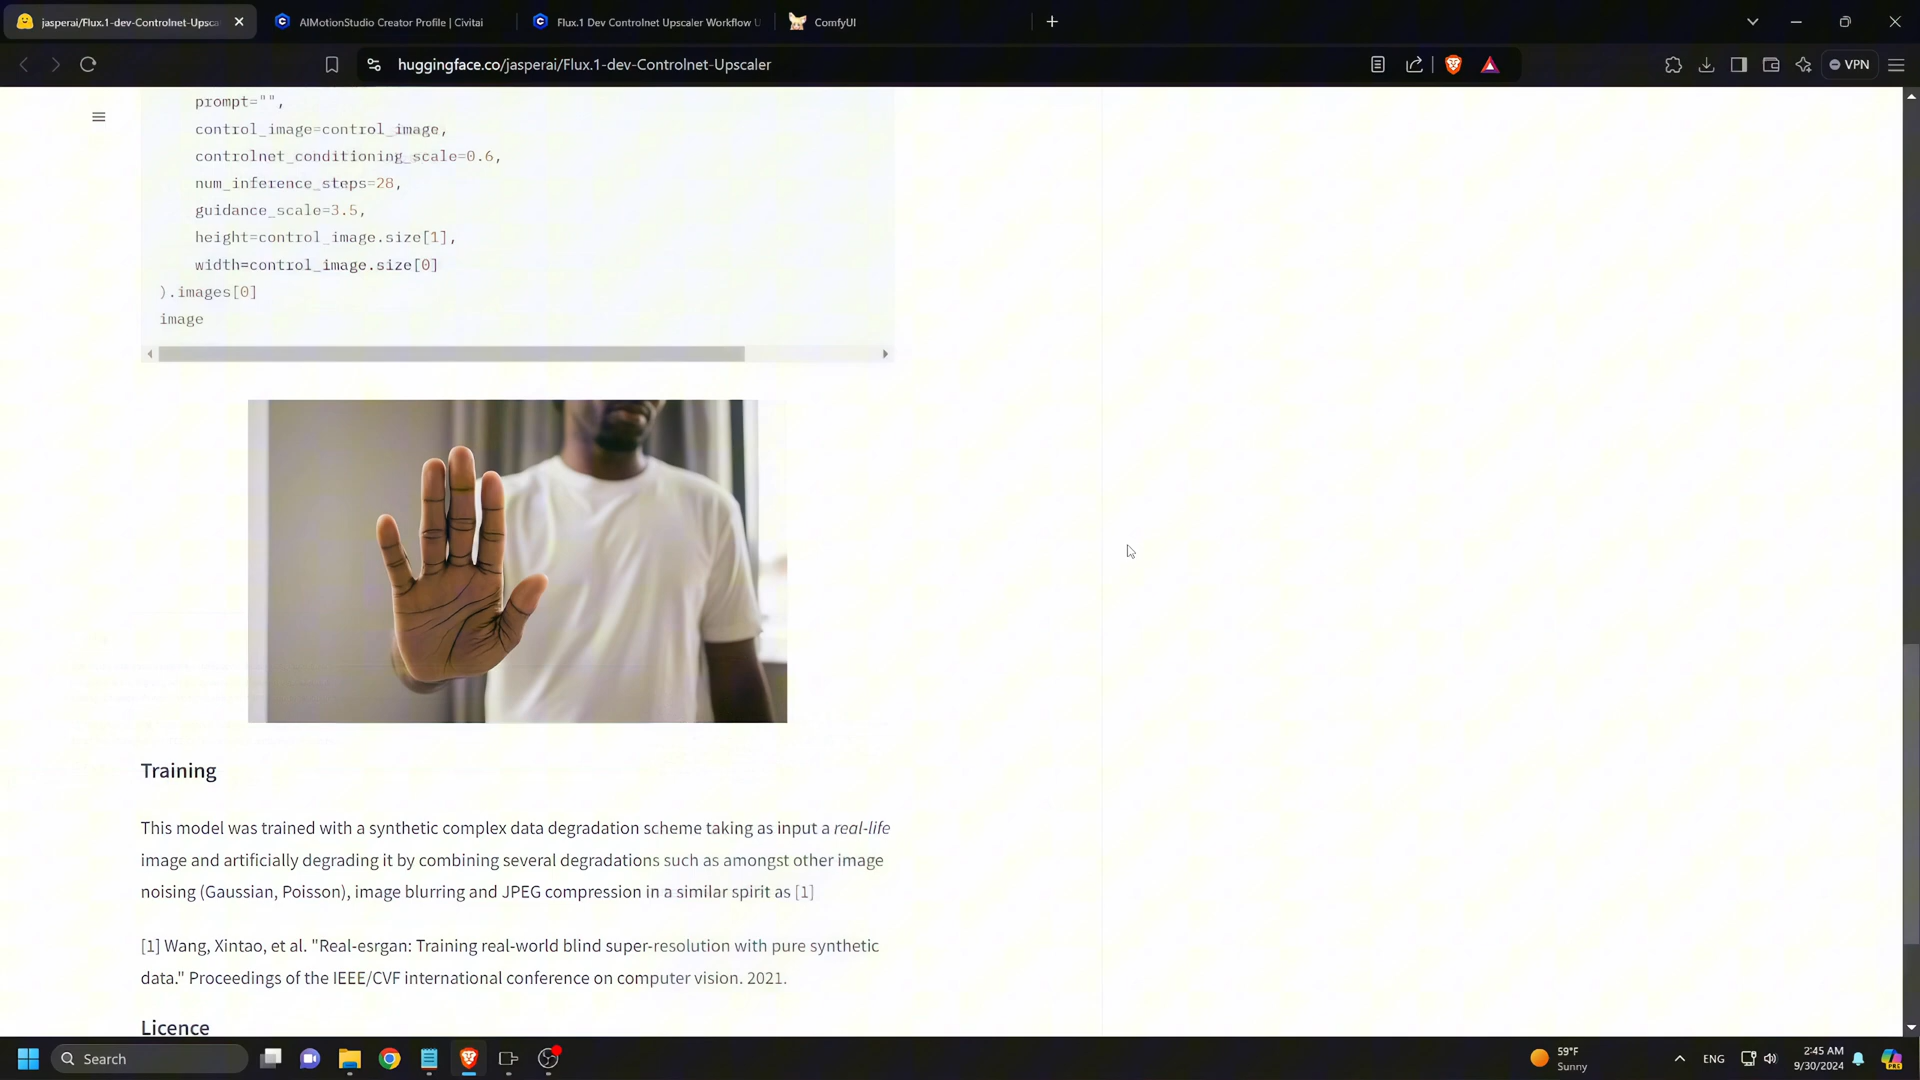 jasperai/Flux.1-dev-Controlnet-Upsca
AIMotionStudio Creator Profile | Civitai
Flux.1 Dev Controlnet Upscaler Workflow U
ComfyUI
huggingface.co/jasperai/Flux.1-dev-Controlnet-Upscaler
VPN
prompt="",
control_image=control_image,
controlnet_conditioning_scale=0.6,
num_inference_steps=28,
guidance_scale=3.5,
height=control_image.size[1],
width=control_image.size[0]
).images[0]
image
Training
This model was trained with a synthetic complex data degradation scheme taking as input a real-life
image and artificially degrading it by combining several degradations such as amongst other image
noising (Gaussian, Poisson), image blurring and JPEG compression in a similar spirit as [1]
[1] Wang, Xintao, et al. "Real-esrgan: Training real-world blind super-resolution with pure synthetic
data." Proceedings of the IEEE/CVF international conference on computer vision. 2021.
Licence
Search
59°F
Sunny
ENG
2:45 AM
9/30/2024